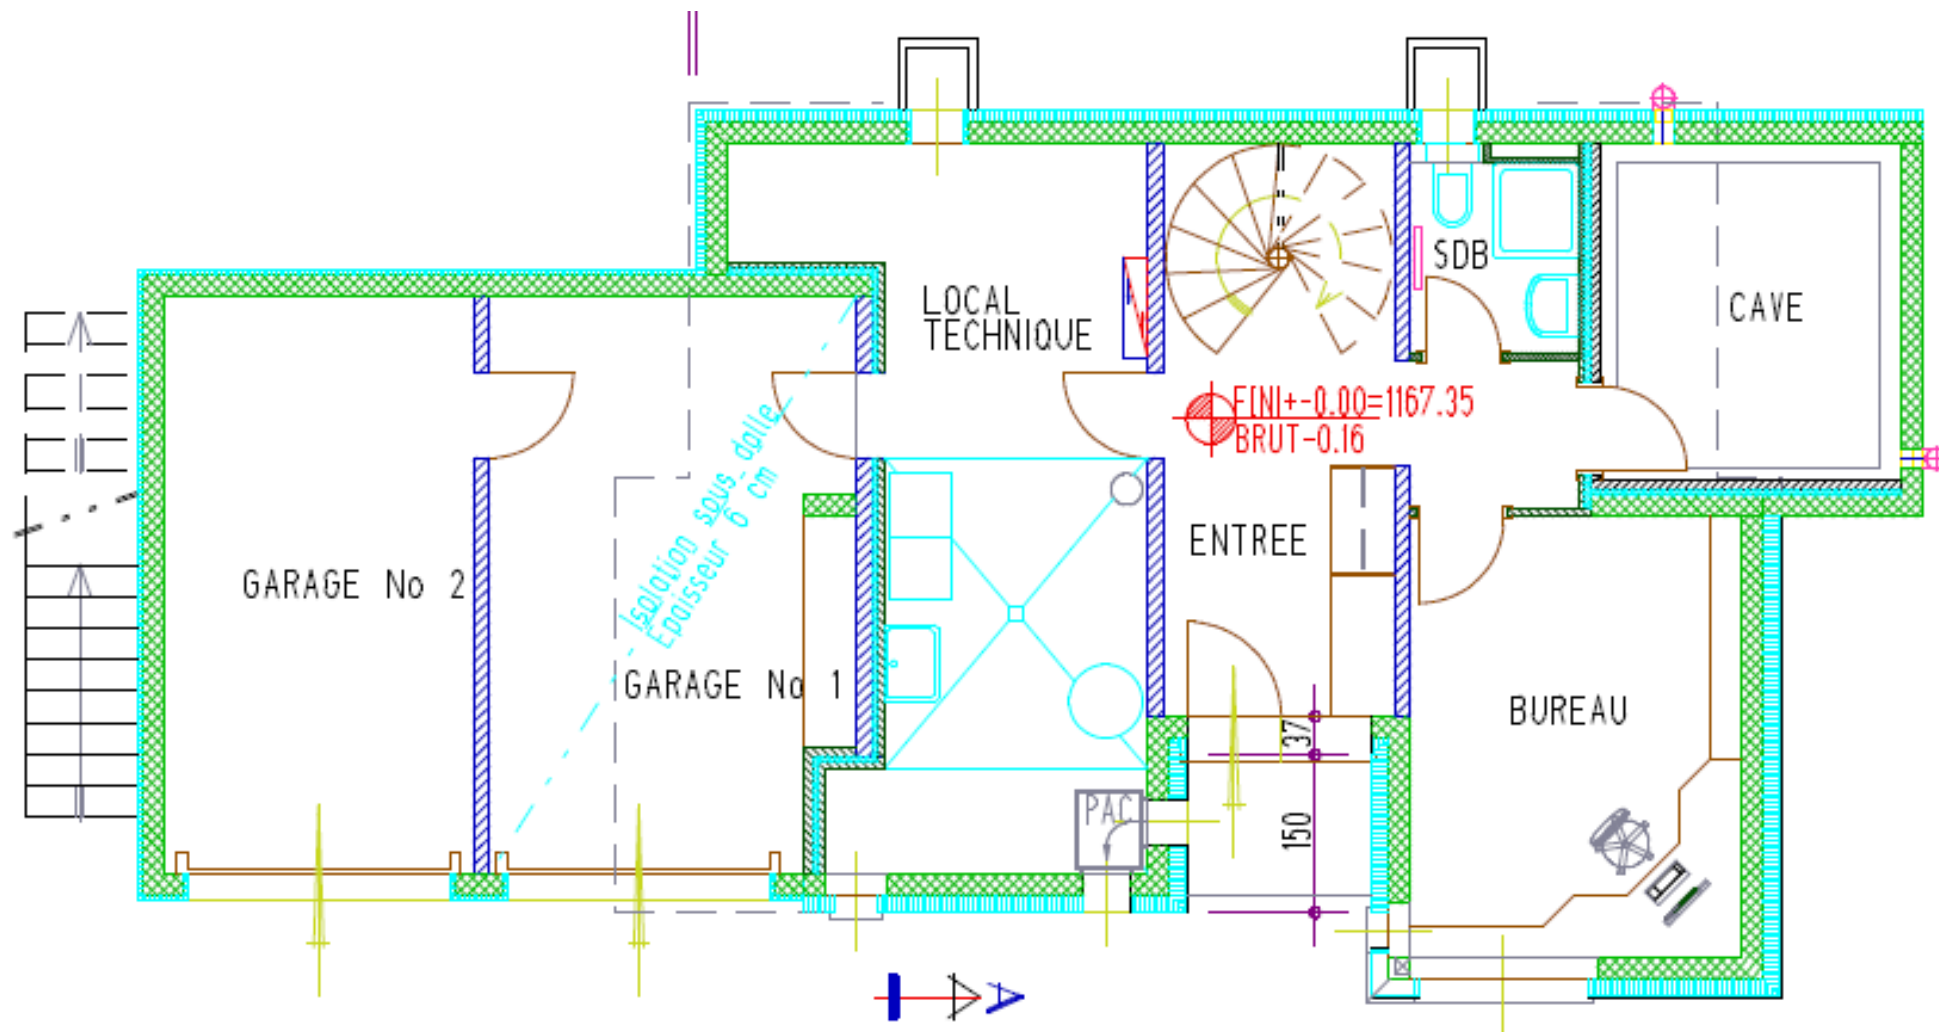 SDB
LOCAL
TECHNIQUE
CAVE
FINI+-0.00=1167.35
BRUT-0.16
Isolation sous dalle
Epaisseur 6 cm
ENTREE
GARAGE No 2
GARAGE No 1
BUREAU
37
PAC
150
A